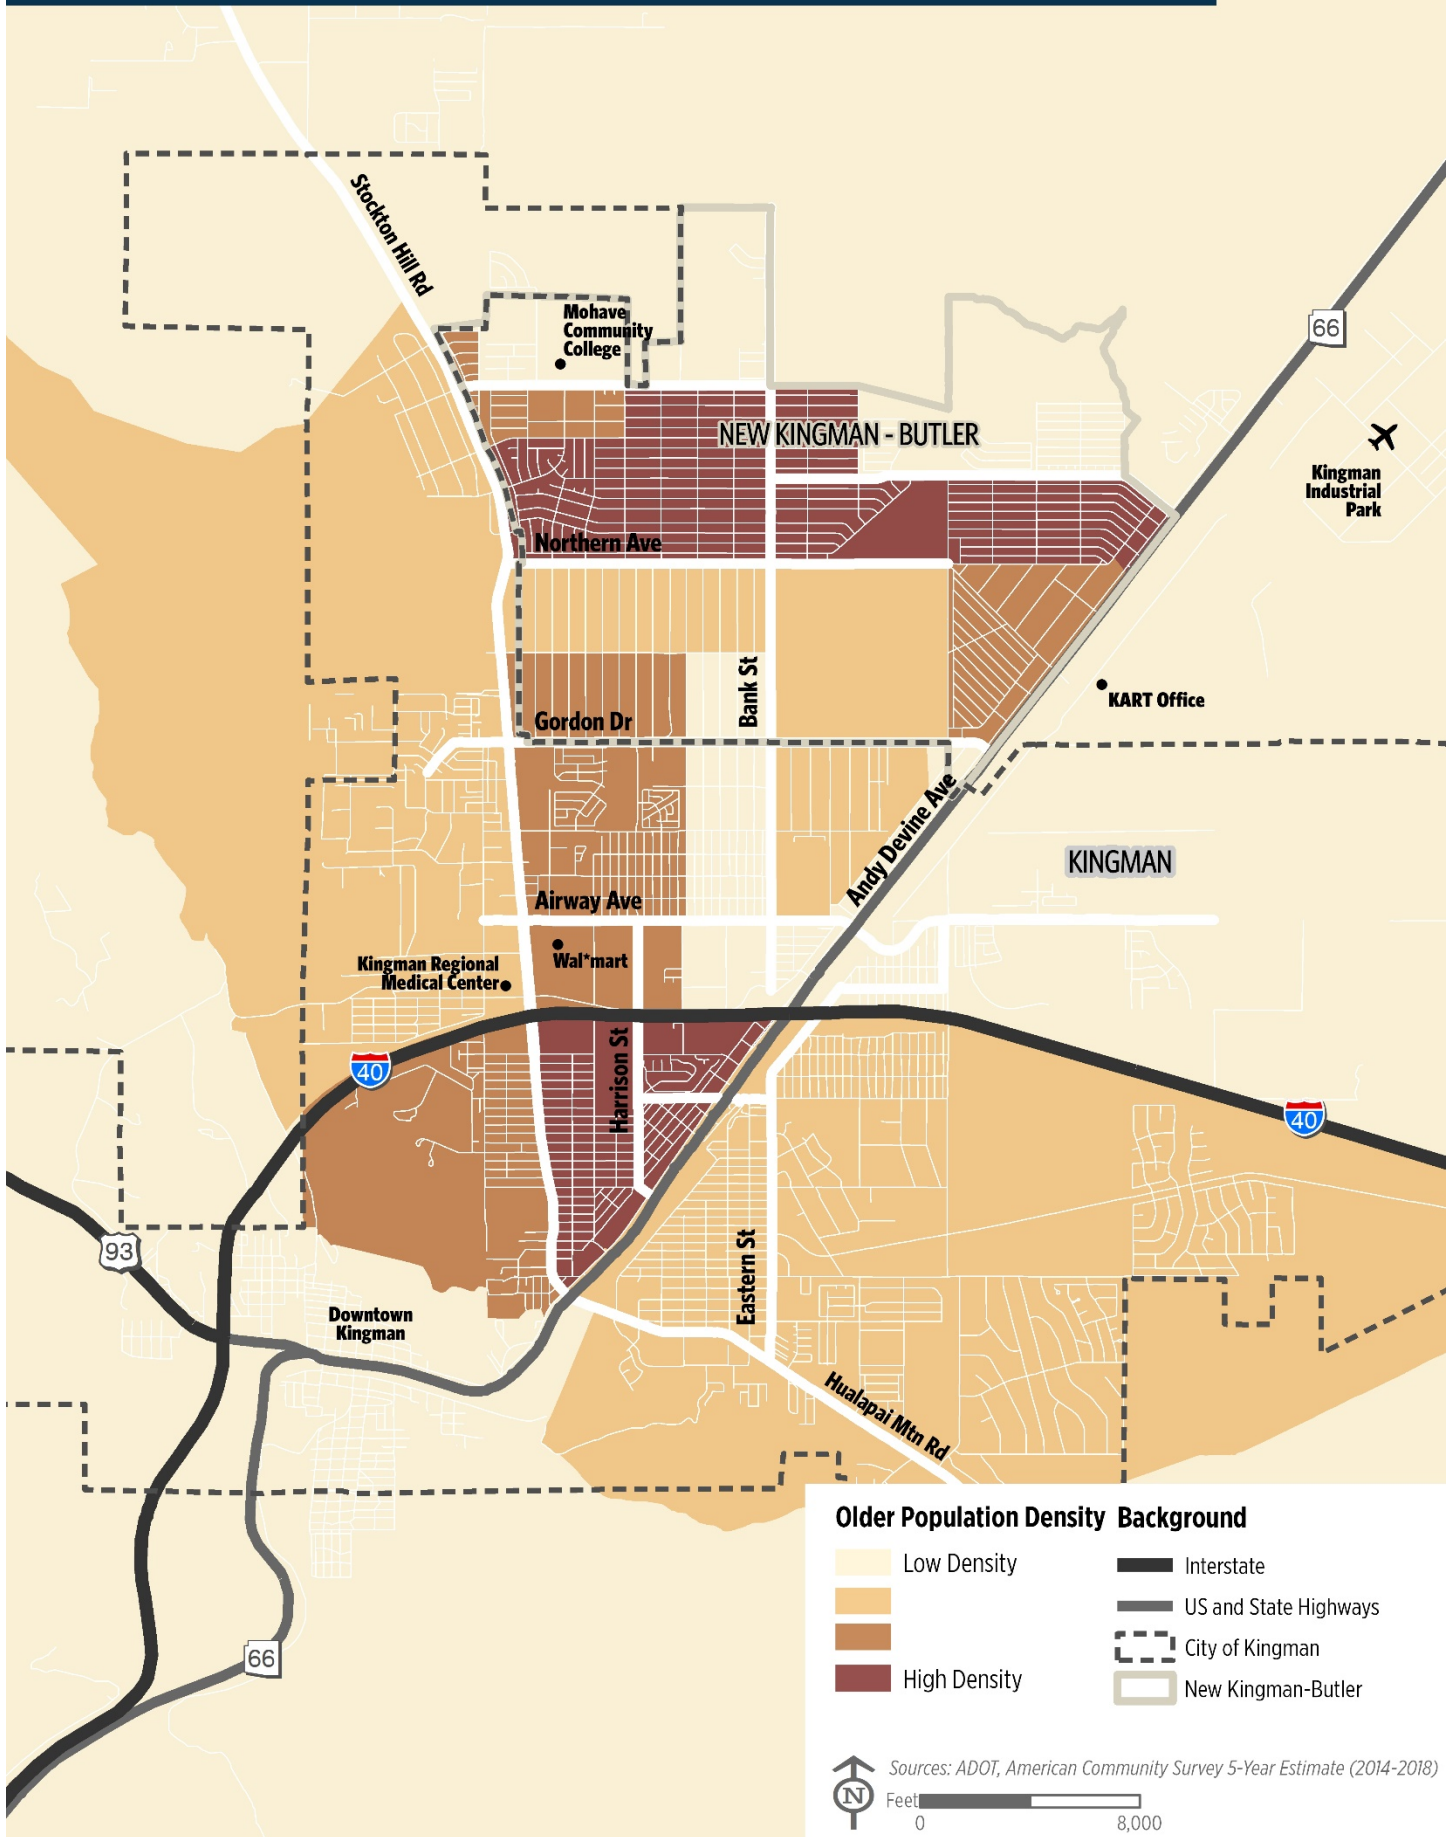 Stockton Hill Rd
Mohave
Community
College
66
NEW KINGMAN - BUTLER
Kingman
Industrial
Park
Northern Ave
Bank St
KART Office
Gordon Dr
Andy Devine Ave
KINGMAN
Airway Ave
Wal*mart
Kingman Regional
Medical Center
Harrison St
40
40
93
Eastern St
Downtown
Kingman
Hualapai Mtn Rd
66
Older Population Density
Low Density
High Density
Background
Interstate
US and State Highways
City of Kingman
New Kingman-Butler
Sources: ADOT, American Community Survey 5-Year Estimate (2014-2018)
N
Feet
0 8,000